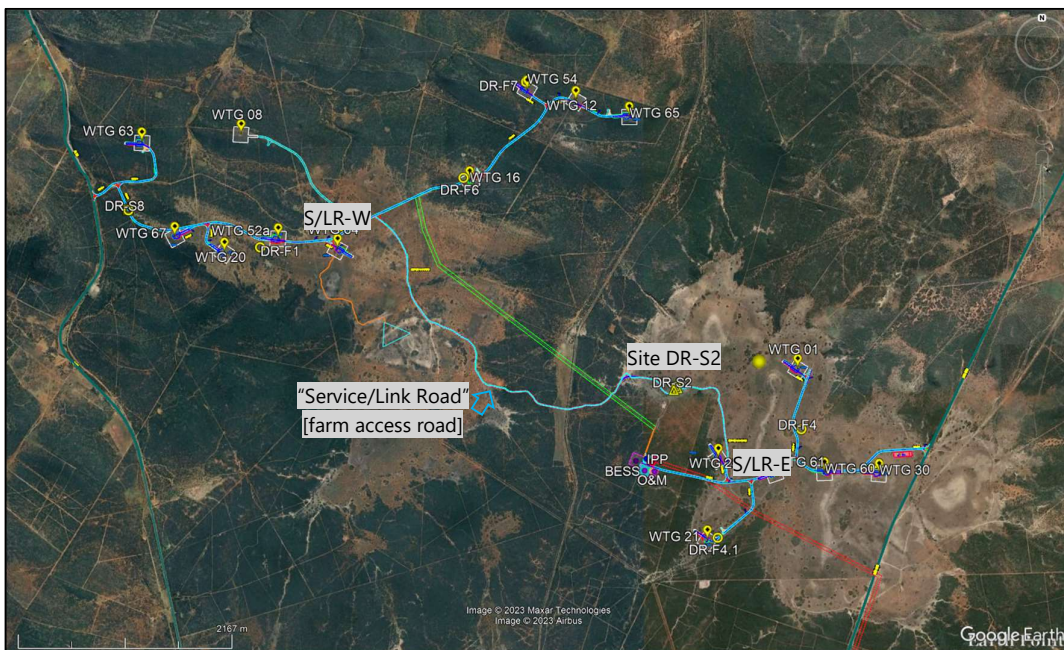 N
DR-F7
WTG 54
WTG 12
WTG 65
WTG 63
WTG 08
WTG 16
DR-F6
DR-S8
S/LR-W
WTG 67
WTG 52a
WTG 20
DR-F1
Site DR-S2
WTG 01
DR-S2
"Service/Link Road"
[farm access road]
DR-F4
WTG 2
S/LR-E
IPP
BESS
O&M
WTG 60
WTG 30
WTG 21
DR-F4.1
Image © 2023 Maxar Technologies
Image © 2023 Airbus
2167 m
Google Earth